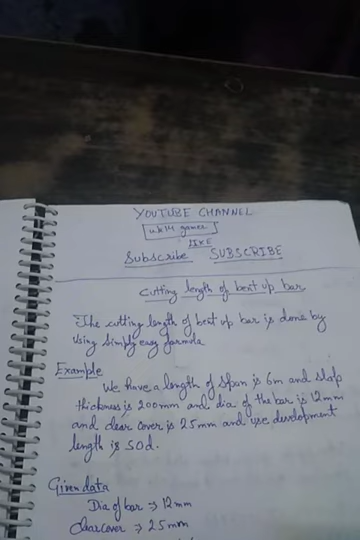 YOUTUBE CHANNEL
uk14 gamer
LIKE
Subscribe SUBSCRIBE
Cutting length of bent up bar
The cutting length of bent up bar is done by
Using Simply easy formula
Example
We have a length of Span is 6m and slab
thickness is 200mm and dia of the bar is 12mm
and clear cover is 25mm and use development
length is 50d.
Given data
Dia of bar → 12mm
clear cover → 25mm